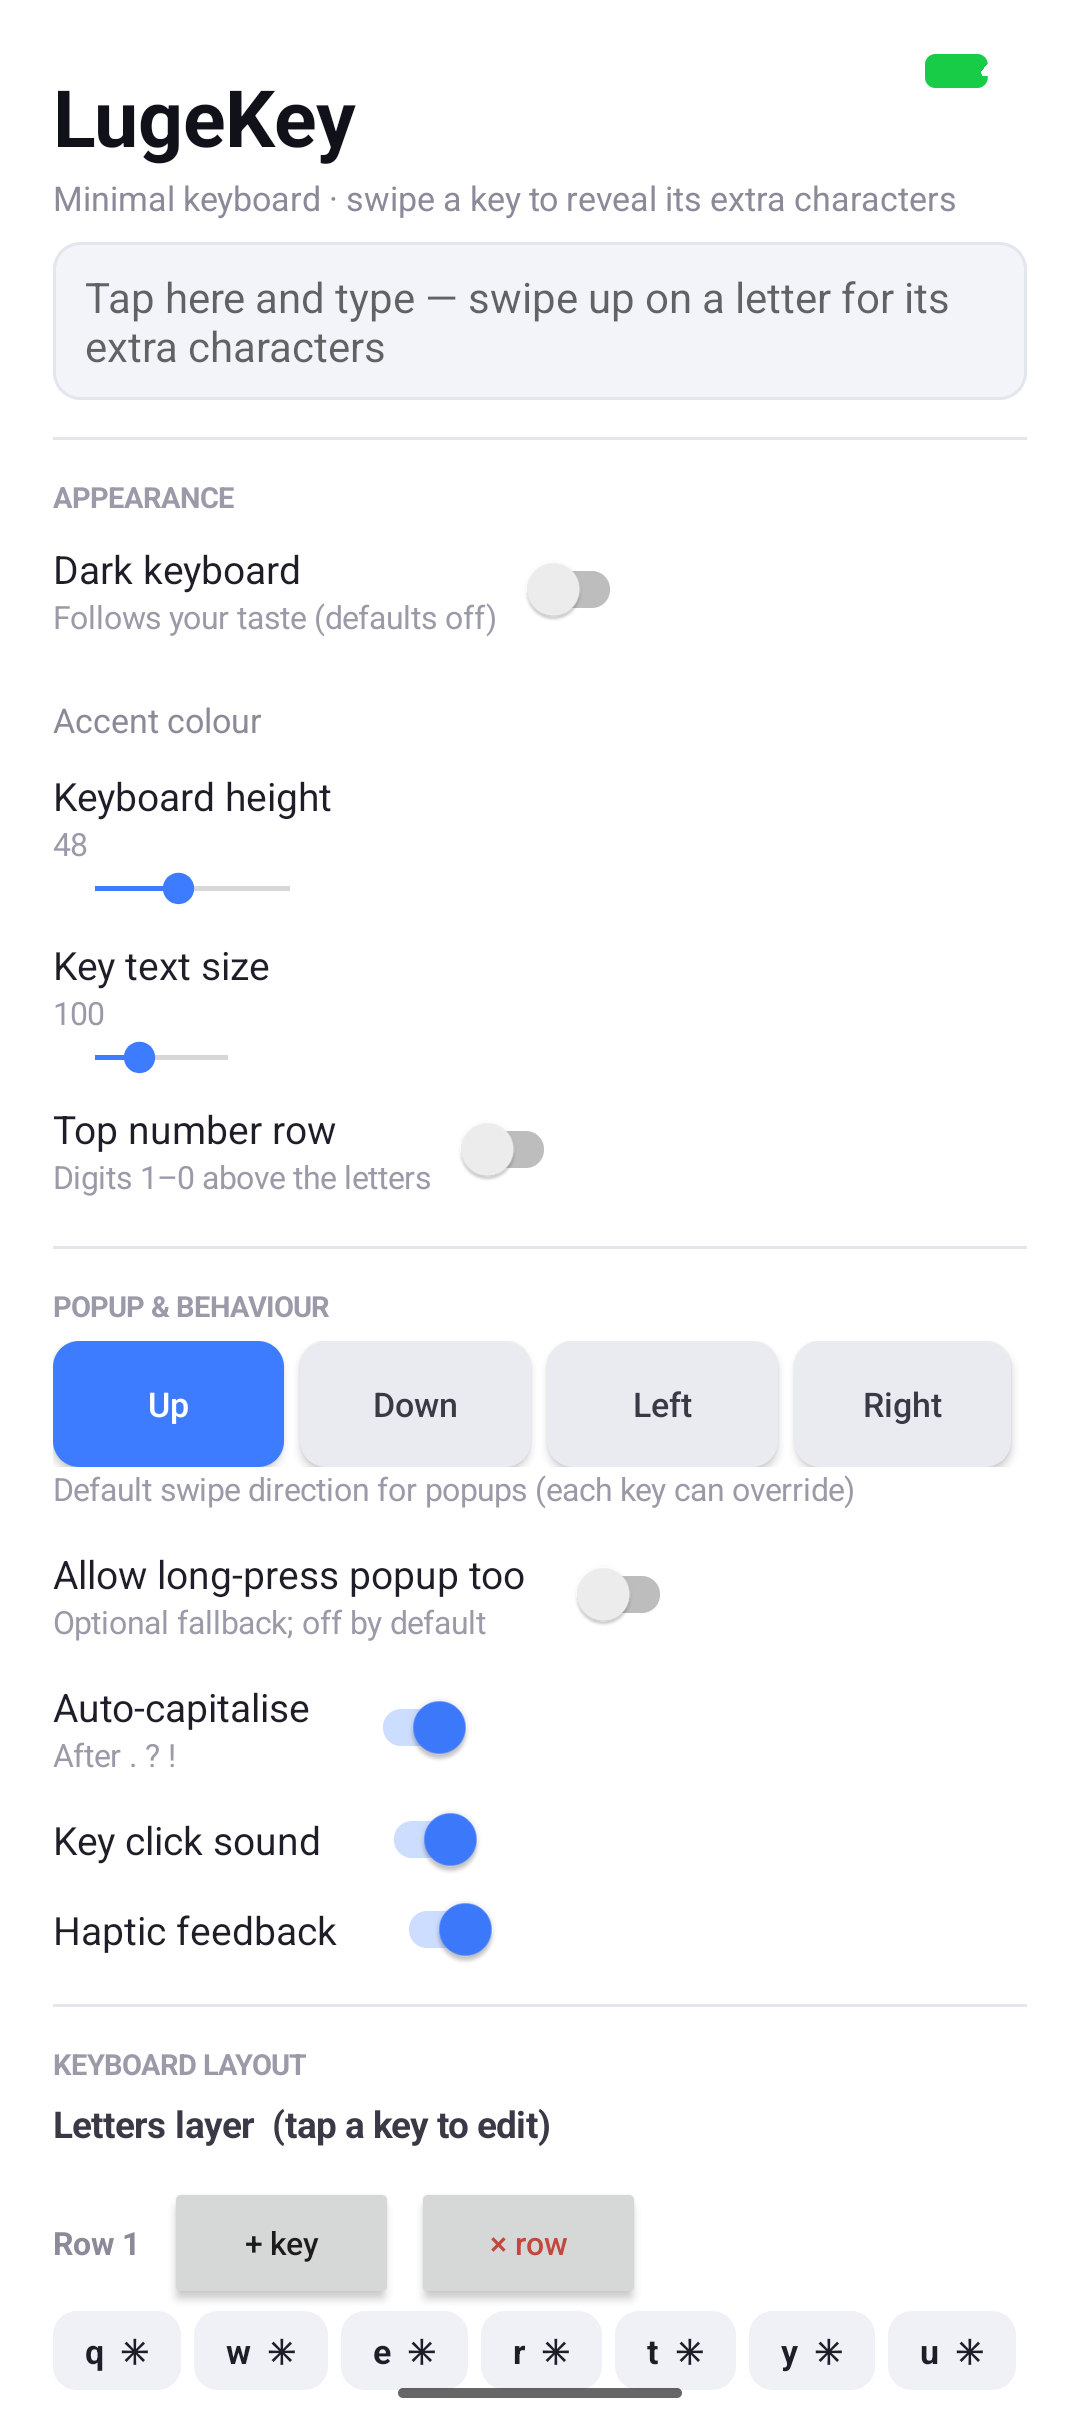 LugeKey
Minimal keyboard · swipe a key to reveal its extra characters
Tap here and type — swipe up on a letter for its
extra characters
APPEARANCE
Dark keyboard
Follows your taste (defaults off)
Accent colour
Keyboard height
48
Key text size
100
Top number row
Digits 1–0 above the letters
POPUP & BEHAVIOUR
Up Down Left Right
Default swipe direction for popups (each key can override)
Allow long-press popup too
Optional fallback; off by default
Auto-capitalise
After . ? !
Key click sound
Haptic feedback
KEYBOARD LAYOUT
Letters layer (tap a key to edit)
Row 1 + key × row
q ✳ w ✳ e ✳ r ✳ t ✳ y ✳ u ✳